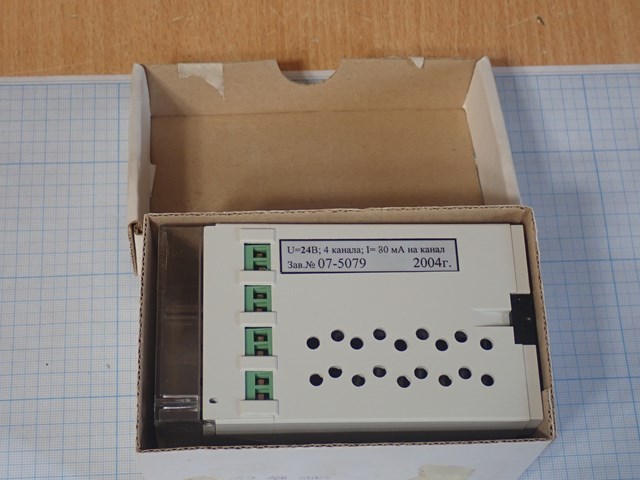 U=24В; 4 канала; I= 80 мА на канал
Зав.№ 07-5079 2004г.